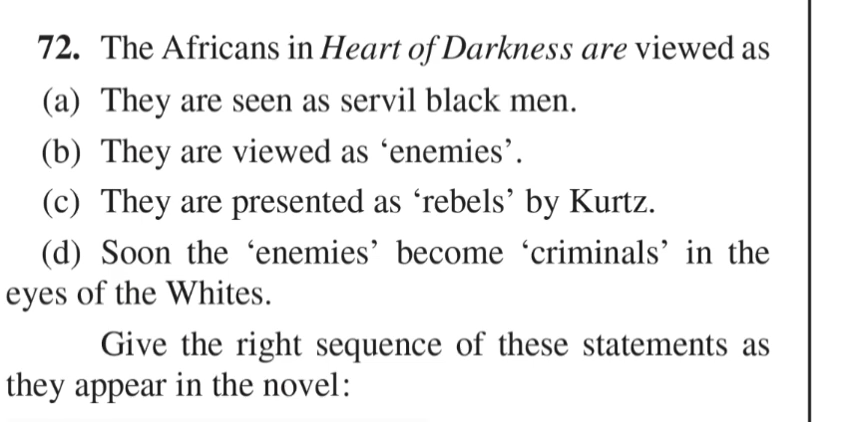 72. The Africans in Heart of Darkness are viewed as
(a) They are seen as servil black men.
(b) They are viewed as ‘enemies’.
(c) They are presented as ‘rebels’ by Kurtz.
(d) Soon the ‘enemies’ become ‘criminals’ in the
eyes of the Whites.
Give the right sequence of these statements as
they appear in the novel: